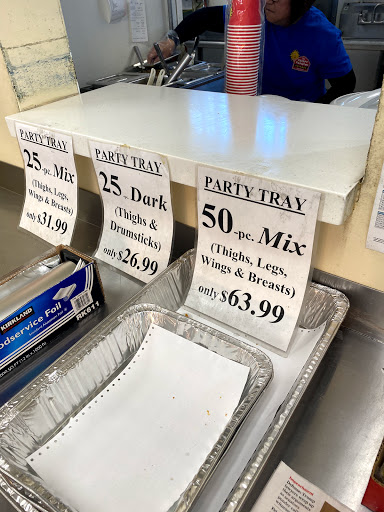 PARTY TRAY
25-pc. Mix
(Thighs, Legs,
Wings & Breasts)
only $31.99
PARTY TRAY
25-pc. Dark
(Thighs &
Drumsticks)
only $26.99
PARTY TRAY
50-pc. Mix
(Thighs, Legs,
Wings & Breasts)
only $63.99
KIRKLAND
Foodservice foil
RK611